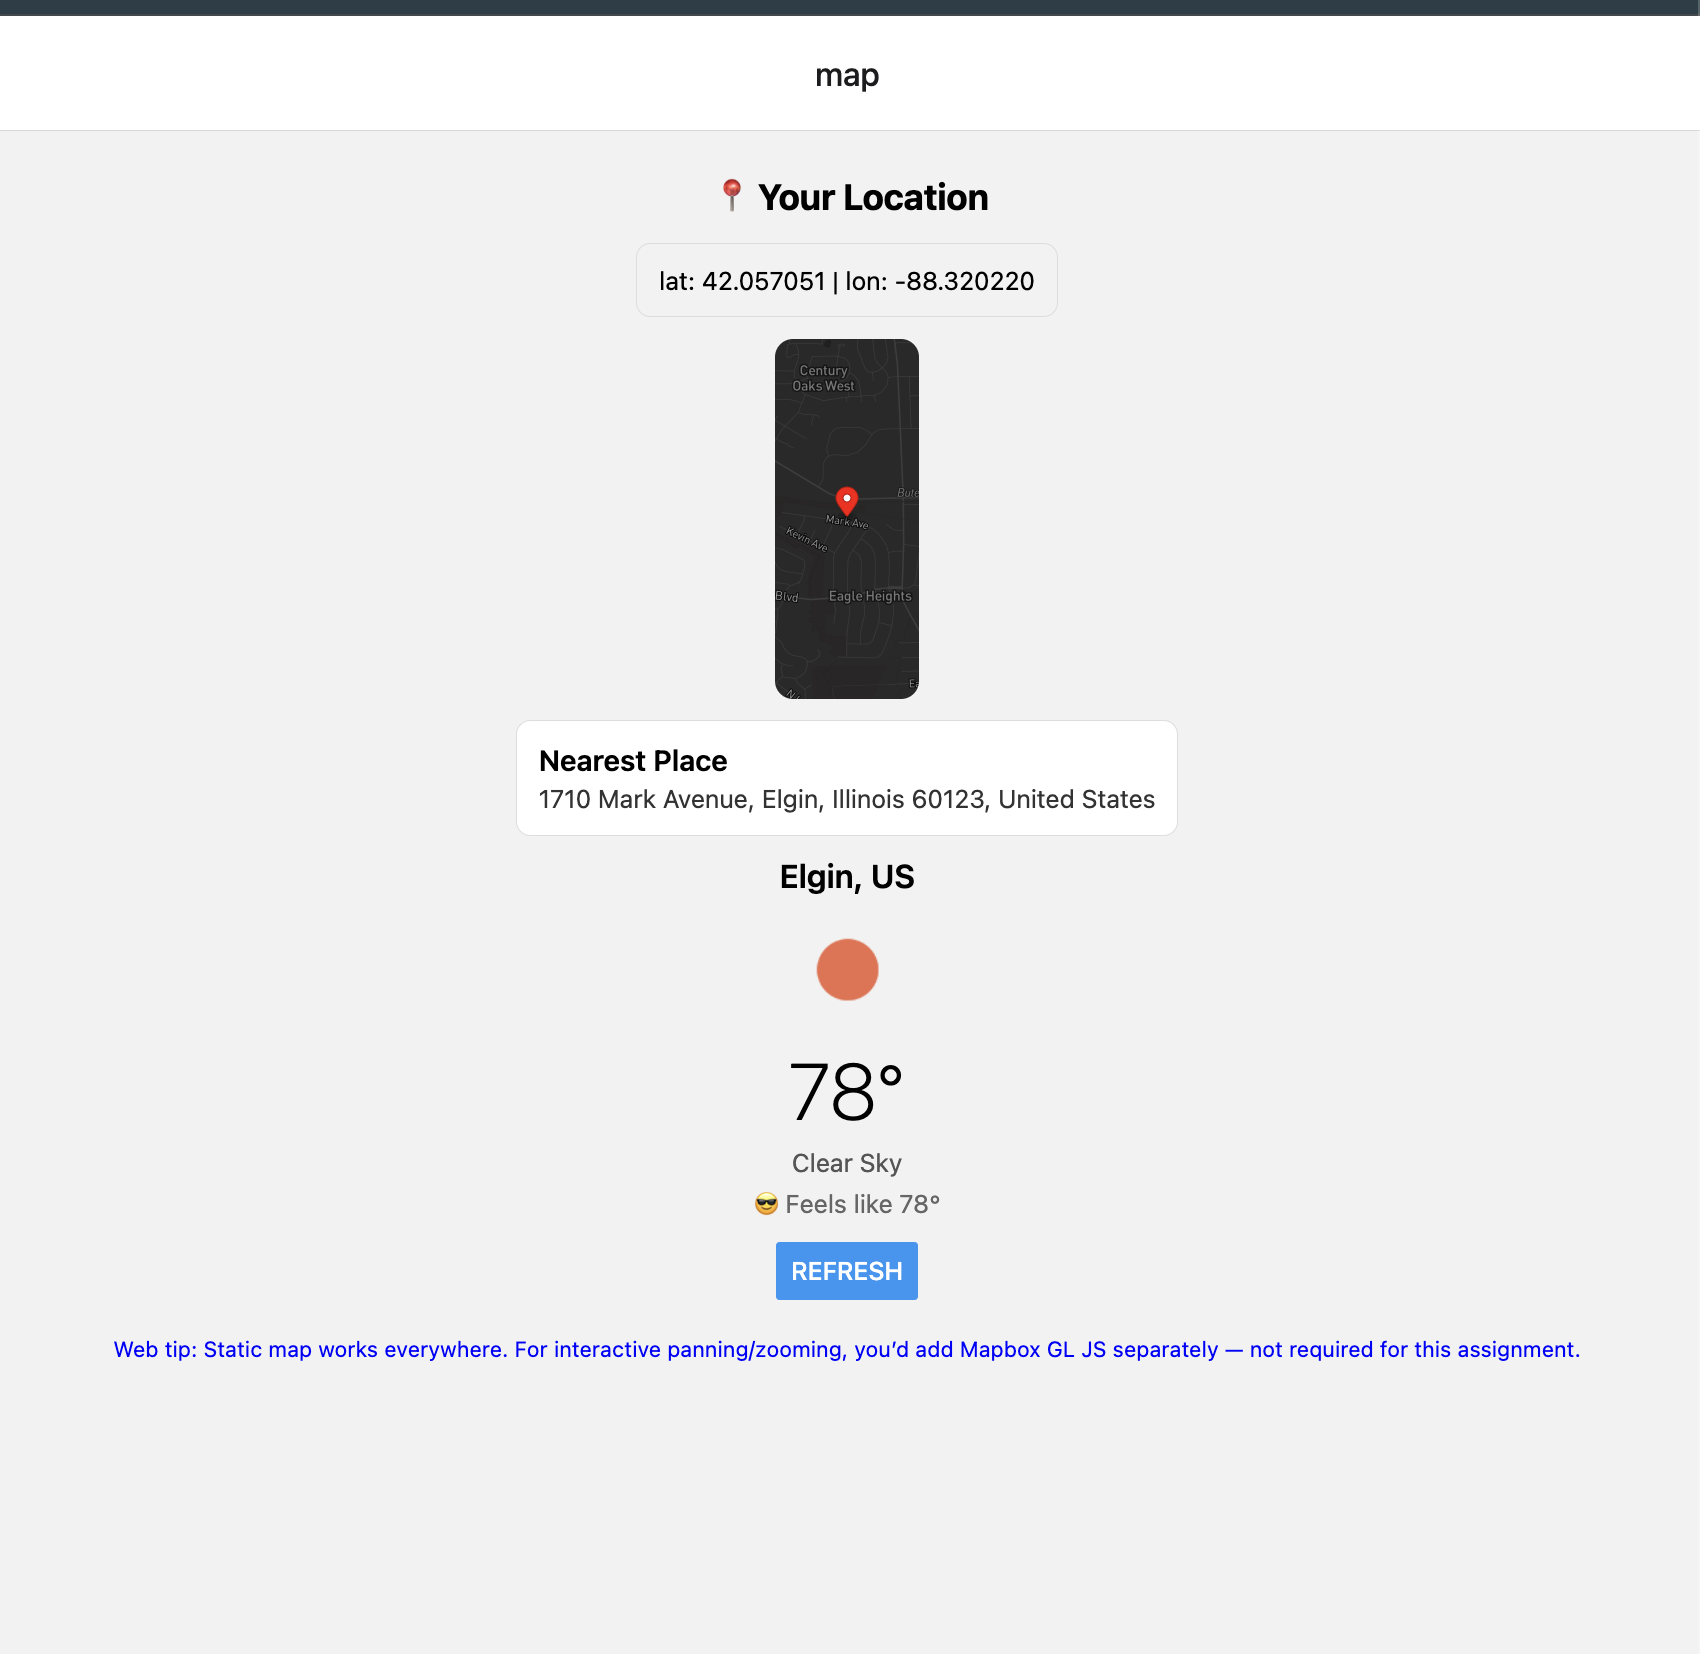 map
📍 Your Location
lat: 42.057051 | lon: -88.320220
Century
Oaks West
Mark Ave
Kevin Ave
Blvd
Eagle Heights
Nearest Place
1710 Mark Avenue, Elgin, Illinois 60123, United States
Elgin, US
78°
Clear Sky
😎 Feels like 78°
REFRESH
Web tip: Static map works everywhere. For interactive panning/zooming, you’d add Mapbox GL JS separately — not required for this assignment.